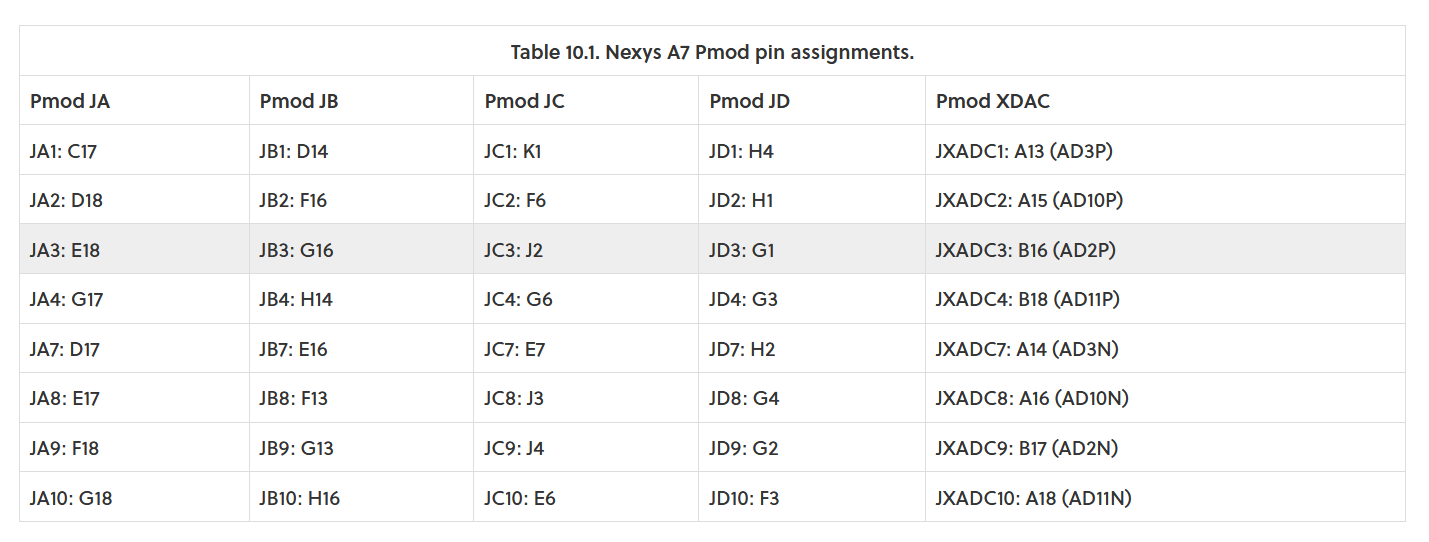 Table 10.1. Nexys A7 Pmod pin assignments.
Pmod JA Pmod JB Pmod JC Pmod JD Pmod XDAC
JA1: C17 JB1: D14 JC1: K1 JD1: H4 JXADC1: A13 (AD3P)
JA2: D18 JB2: F16 JC2: F6 JD2: H1 JXADC2: A15 (AD10P)
JA3: E18 JB3: G16 JC3: J2 JD3: G1 JXADC3: B16 (AD2P)
JA4: G17 JB4: H14 JC4: G6 JD4: G3 JXADC4: B18 (AD11P)
JA7: D17 JB7: E16 JC7: E7 JD7: H2 JXADC7: A14 (AD3N)
JA8: E17 JB8: F13 JC8: J3 JD8: G4 JXADC8: A16 (AD10N)
JA9: F18 JB9: G13 JC9: J4 JD9: G2 JXADC9: B17 (AD2N)
JA10: G18 JB10: H16 JC10: E6 JD10: F3 JXADC10: A18 (AD11N)